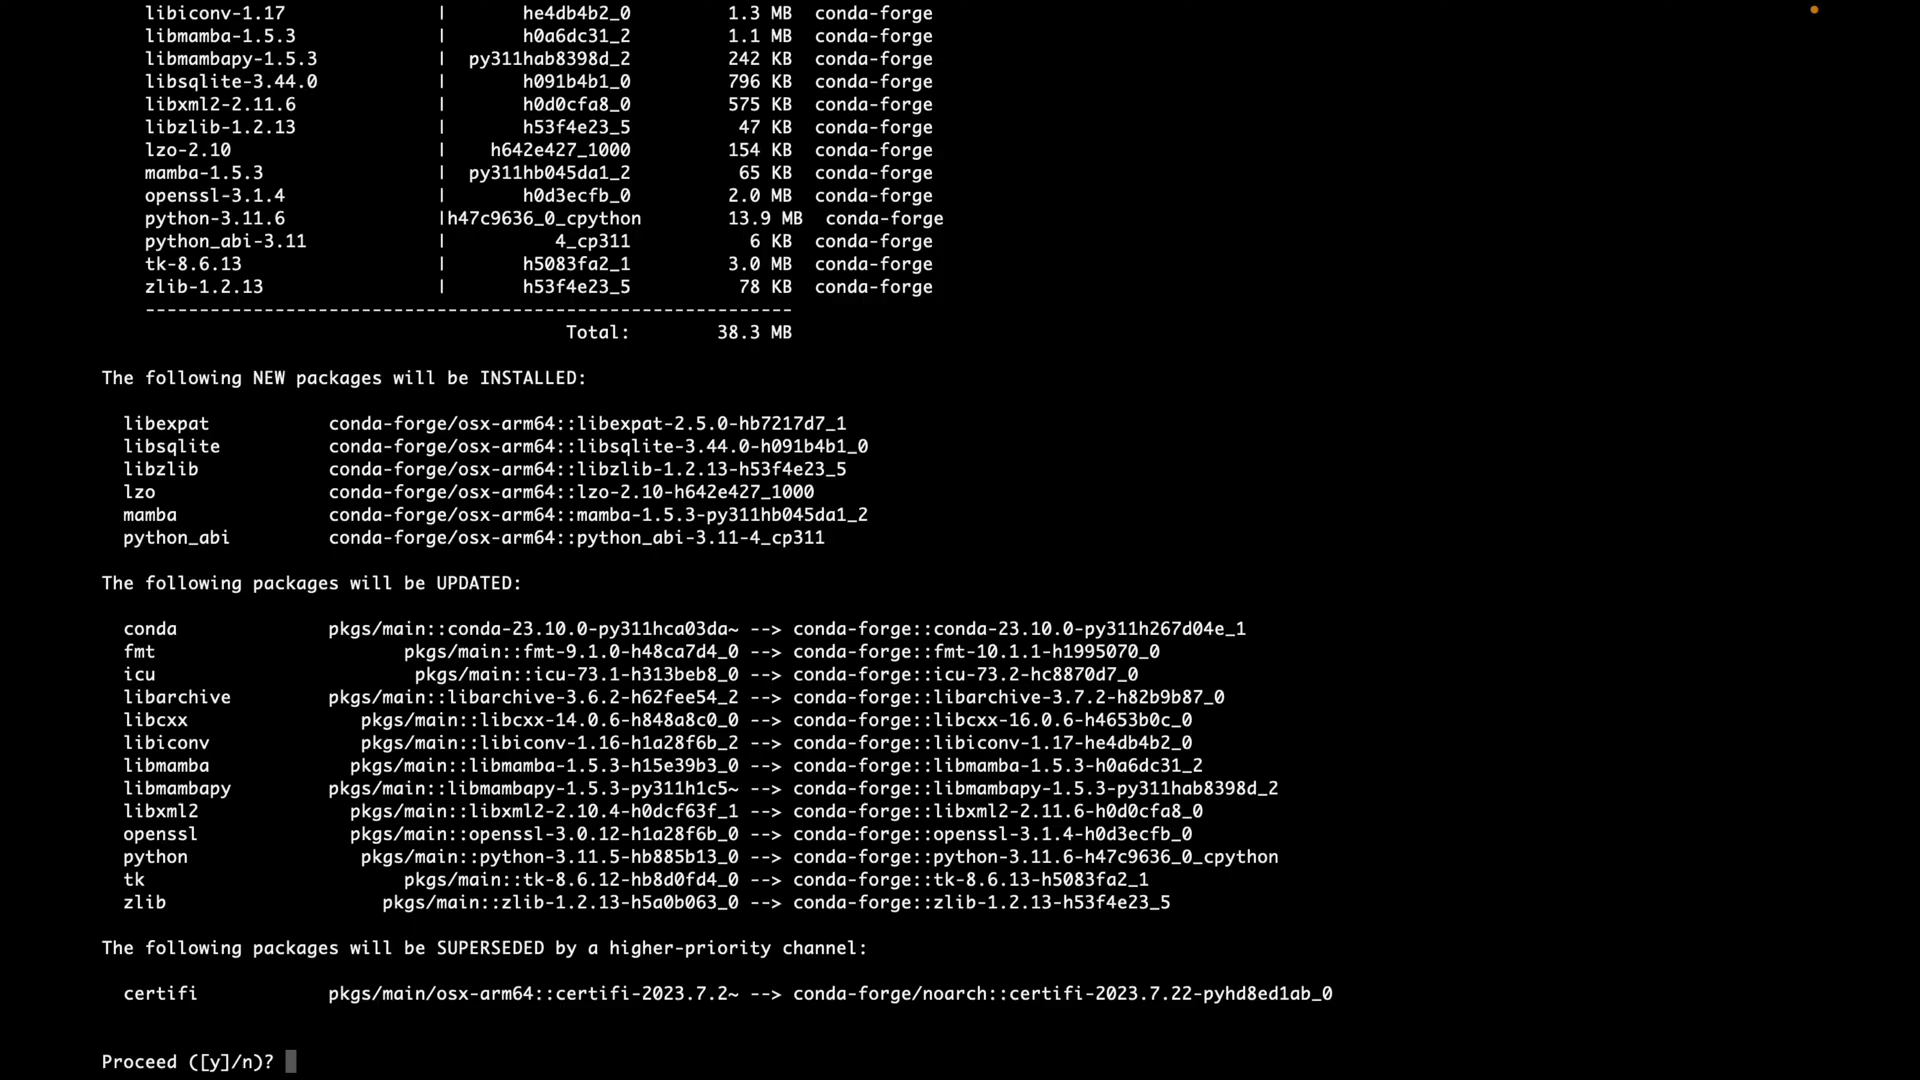 libiconv-1.17 | he4db4b2_0 1.3 MB conda-forge
libmamba-1.5.3 | h0a6dc31_2 1.1 MB conda-forge
libmambapy-1.5.3 | py311hab8398d_2 242 KB conda-forge
libsqlite-3.44.0 | h091b4b1_0 796 KB conda-forge
libxml2-2.11.6 | h0d0cfa8_0 575 KB conda-forge
libzlib-1.2.13 | h53f4e23_5 47 KB conda-forge
lzo-2.10 | h642e427_1000 154 KB conda-forge
mamba-1.5.3 | py311hb045da1_2 65 KB conda-forge
openssl-3.1.4 | h0d3ecfb_0 2.0 MB conda-forge
python-3.11.6 |h47c9636_0_cpython 13.9 MB conda-forge
python_abi-3.11 | 4_cp311 6 KB conda-forge
tk-8.6.13 | h5083fa2_1 3.0 MB conda-forge
zlib-1.2.13 | h53f4e23_5 78 KB conda-forge
------------------------------------------------------------
Total: 38.3 MB
The following NEW packages will be INSTALLED:
libexpat conda-forge/osx-arm64::libexpat-2.5.0-hb7217d7_1
libsqlite conda-forge/osx-arm64::libsqlite-3.44.0-h091b4b1_0
libzlib conda-forge/osx-arm64::libzlib-1.2.13-h53f4e23_5
lzo conda-forge/osx-arm64::lzo-2.10-h642e427_1000
mamba conda-forge/osx-arm64::mamba-1.5.3-py311hb045da1_2
python_abi conda-forge/osx-arm64::python_abi-3.11-4_cp311
The following packages will be UPDATED:
conda pkgs/main::conda-23.10.0-py311hca03da~ --> conda-forge::conda-23.10.0-py311h267d04e_1
fmt pkgs/main::fmt-9.1.0-h48ca7d4_0 --> conda-forge::fmt-10.1.1-h1995070_0
icu pkgs/main::icu-73.1-h313beb8_0 --> conda-forge::icu-73.2-hc8870d7_0
libarchive pkgs/main::libarchive-3.6.2-h62fee54_2 --> conda-forge::libarchive-3.7.2-h82b9b87_0
libcxx pkgs/main::libcxx-14.0.6-h848a8c0_0 --> conda-forge::libcxx-16.0.6-h4653b0c_0
libiconv pkgs/main::libiconv-1.16-h1a28f6b_2 --> conda-forge::libiconv-1.17-he4db4b2_0
libmamba pkgs/main::libmamba-1.5.3-h15e39b3_0 --> conda-forge::libmamba-1.5.3-h0a6dc31_2
libmambapy pkgs/main::libmambapy-1.5.3-py311h1c5~ --> conda-forge::libmambapy-1.5.3-py311hab8398d_2
libxml2 pkgs/main::libxml2-2.10.4-h0dcf63f_1 --> conda-forge::libxml2-2.11.6-h0d0cfa8_0
openssl pkgs/main::openssl-3.0.12-h1a28f6b_0 --> conda-forge::openssl-3.1.4-h0d3ecfb_0
python pkgs/main::python-3.11.5-hb885b13_0 --> conda-forge::python-3.11.6-h47c9636_0_cpython
tk pkgs/main::tk-8.6.12-hb8d0fd4_0 --> conda-forge::tk-8.6.13-h5083fa2_1
zlib pkgs/main::zlib-1.2.13-h5a0b063_0 --> conda-forge::zlib-1.2.13-h53f4e23_5
The following packages will be SUPERSEDED by a higher-priority channel:
certifi pkgs/main/osx-arm64::certifi-2023.7.2~ --> conda-forge/noarch::certifi-2023.7.22-pyhd8ed1ab_0
Proceed ([y]/n)?